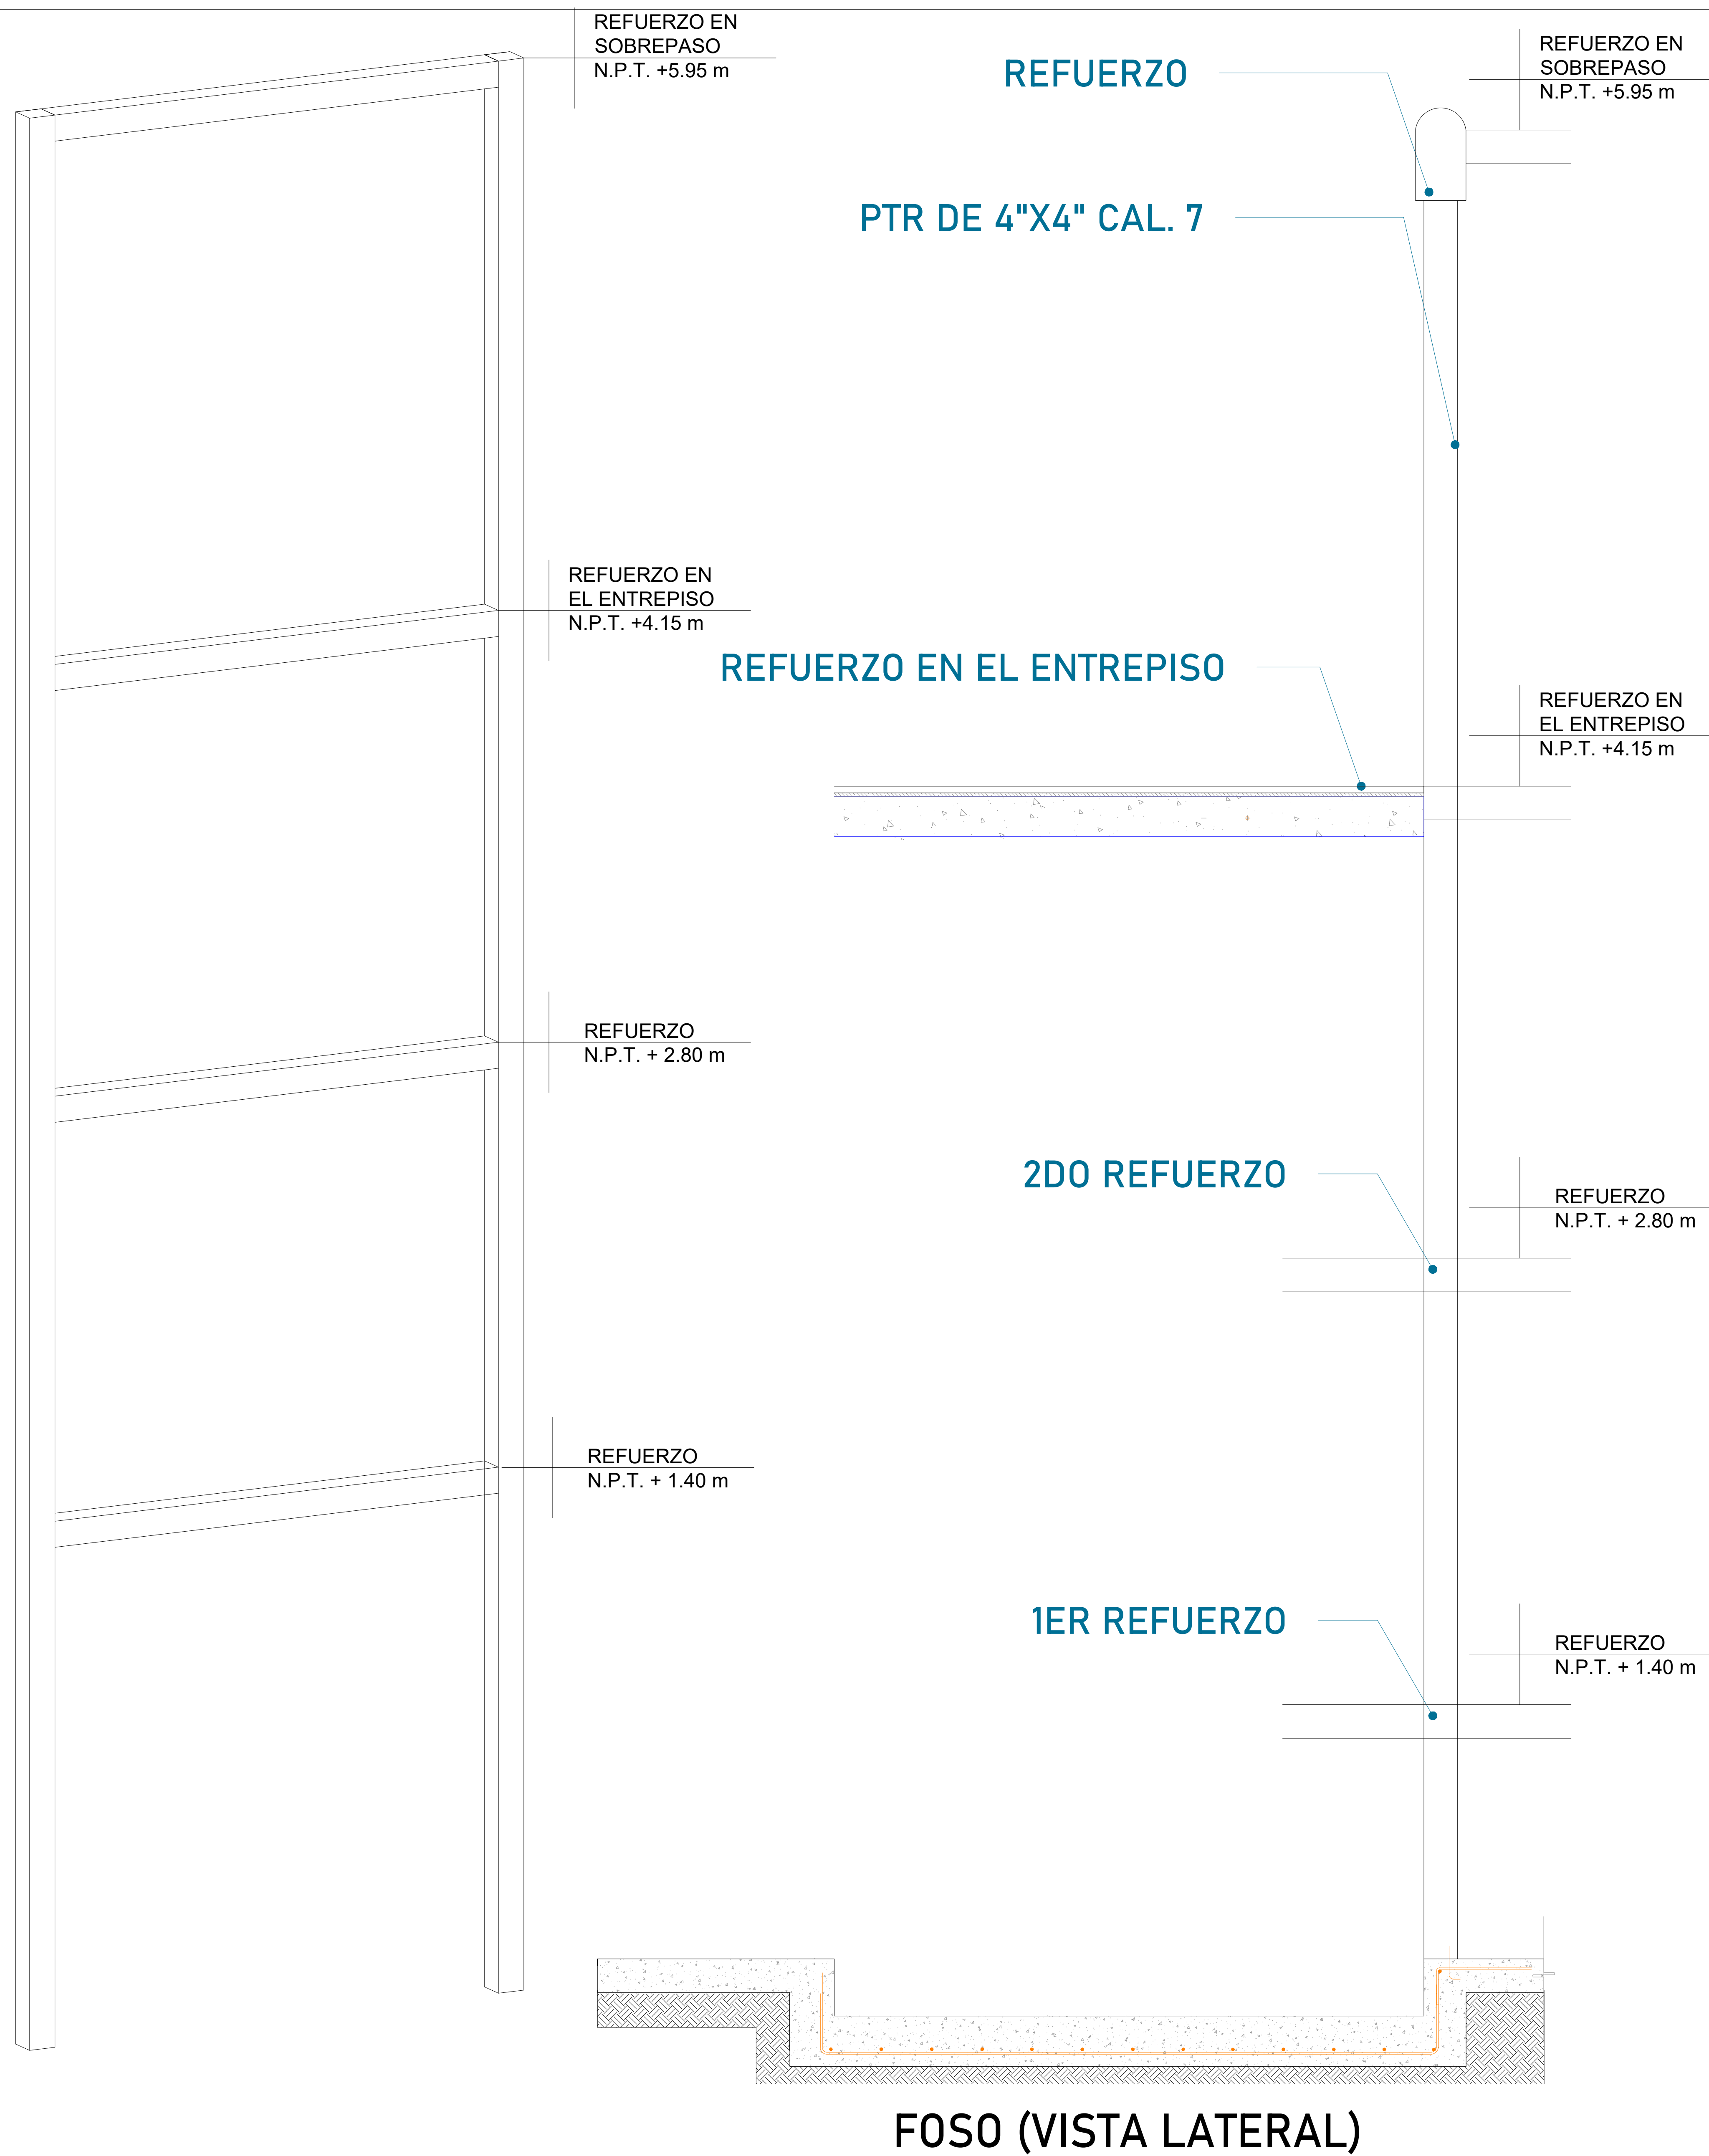 REFUERZO EN
SOBREPASO
N.P.T. +5.95 m
REFUERZO EN
EL ENTREPISO
N.P.T. +4.15 m
REFUERZO
N.P.T. + 2.80 m
REFUERZO
N.P.T. + 1.40 m
REFUERZO
PTR DE 4"X4" CAL. 7
REFUERZO EN EL ENTREPISO
2DO REFUERZO
1ER REFUERZO
REFUERZO EN
SOBREPASO
N.P.T. +5.95 m
REFUERZO EN
EL ENTREPISO
N.P.T. +4.15 m
REFUERZO
N.P.T. + 2.80 m
REFUERZO
N.P.T. + 1.40 m
FOSO (VISTA LATERAL)